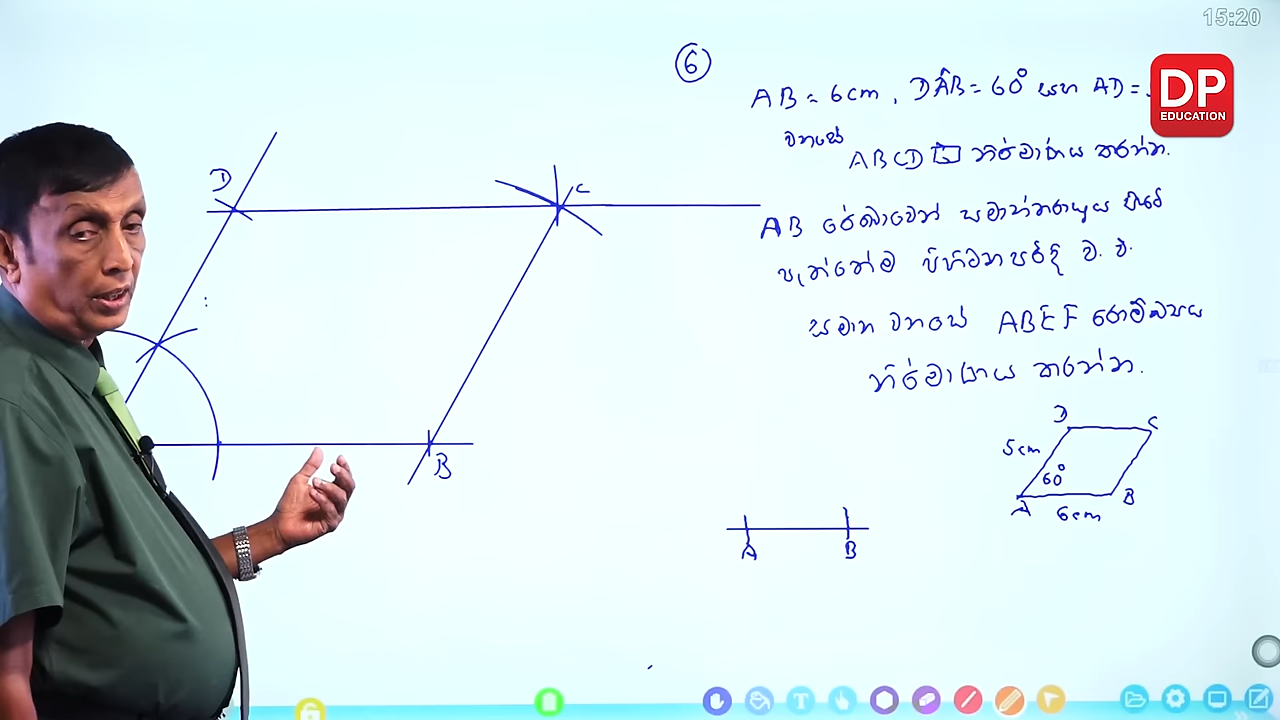 15:20
DP
EDUCATION
6
AB = 6cm, DÂB = 60° සහ AD =
වනසේ
ABCD නිර්මාණය කරන්න.
AB රේඛාවෙන් සමාන්තරාස්‍රය පිහිටි
පැත්තේම පිහිටන පරිදි ව. ඵ.
සමාන වනසේ ABEF රොම්බසය
නිර්මාණය කරන්න.
D
C
B
D
C
5cm
60°
A
B
6cm
A
B